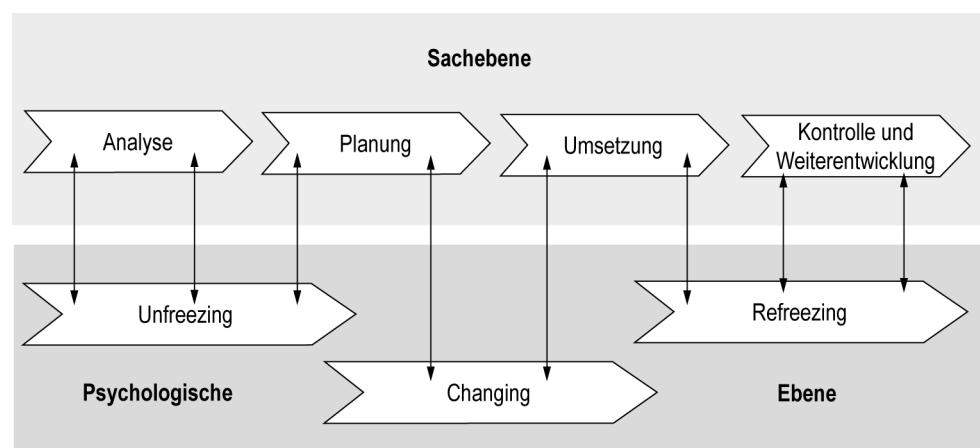 Sachebene
Analyse
Planung
Umsetzung
Kontrolle und
Weiterentwicklung
Unfreezing
Refreezing
Psychologische
Changing
Ebene